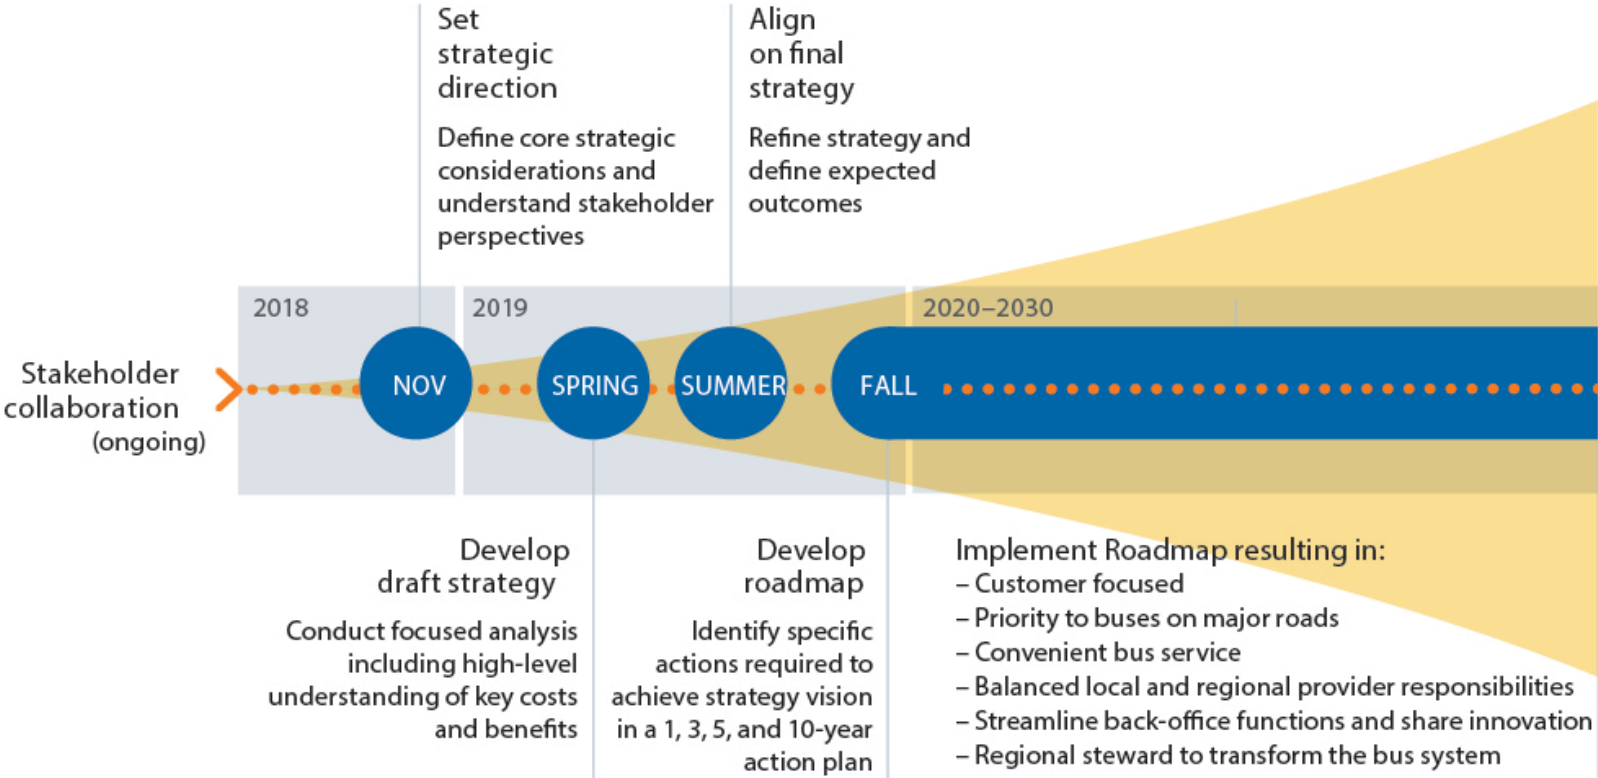 Set
strategic
direction
Define core strategic
considerations and
understand stakeholder
perspectives
Align
on final
strategy
Refine strategy and
define expected
outcomes
2018
2019
2020–2030
Stakeholder
collaboration
(ongoing)
NOV
SPRING
SUMMER
FALL
Develop
draft strategy
Conduct focused analysis
including high-level
understanding of key costs
and benefits
Develop
roadmap
Identify specific
actions required to
achieve strategy vision
in a 1, 3, 5, and 10-year
action plan
Implement Roadmap resulting in:
– Customer focused
– Priority to buses on major roads
– Convenient bus service
– Balanced local and regional provider responsibilities
– Streamline back-office functions and share innovation
– Regional steward to transform the bus system